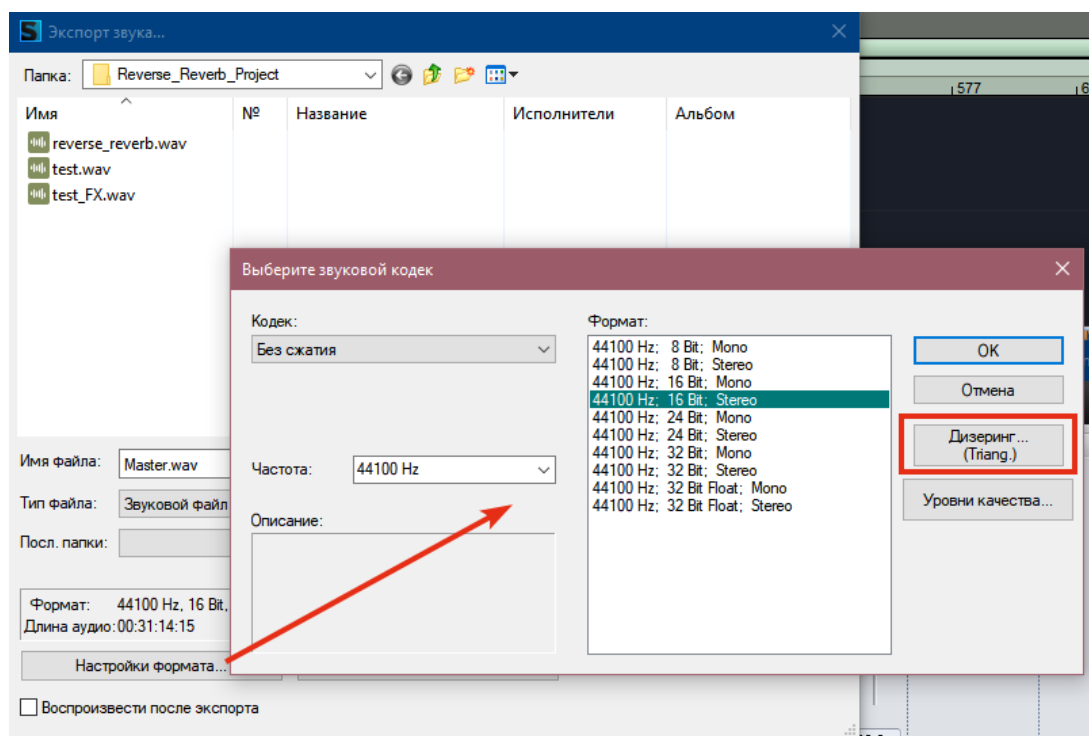 Экспорт звука...
Папка: Reverse_Reverb_Project
577
Имя № Название Исполнители Альбом
reverse_reverb.wav
test.wav
test_FX.wav
Выберите звуковой кодек
Кодек:
Без сжатия
Формат:
44100 Hz; 8 Bit; Mono
44100 Hz; 8 Bit; Stereo
44100 Hz; 16 Bit; Mono
44100 Hz; 16 Bit; Stereo
44100 Hz; 24 Bit; Mono
44100 Hz; 24 Bit; Stereo
44100 Hz; 32 Bit; Mono
44100 Hz; 32 Bit; Stereo
44100 Hz; 32 Bit Float; Mono
44100 Hz; 32 Bit Float; Stereo
OK
Отмена
Дизеринг...
(Triang.)
Уровни качества...
Частота: 44100 Hz
Описание:
Имя файла: Master.wav
Тип файла: Звуковой файл
Посл. папки:
Формат: 44100 Hz, 16 Bit,
Длина аудио: 00:31:14:15
Настройки формата...
Воспроизвести после экспорта